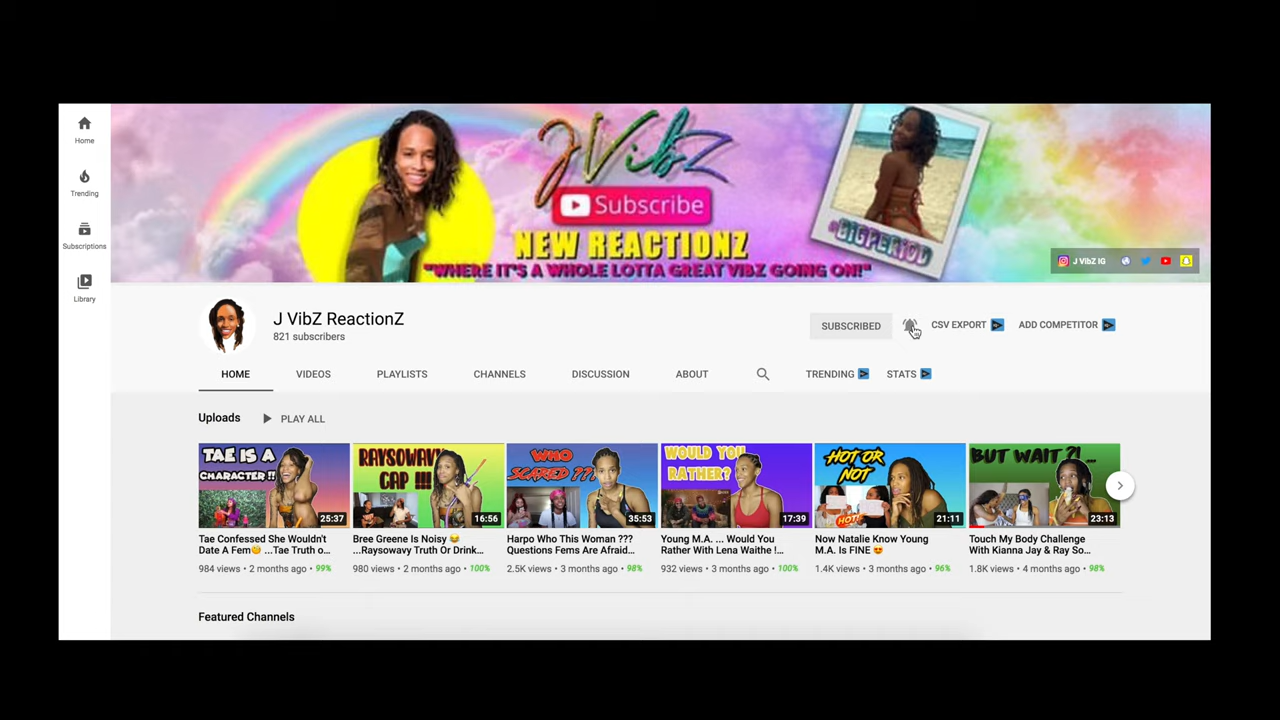 Home
Trending
Subscriptions
Library
JVibZ
Subscribe
NEW REACTIONZ
"WHERE IT'S A WHOLE LOTTA GREAT VIBZ GOING ON!"
@BIGPERIOD
J VibZ IG
J VibZ ReactionZ
821 subscribers
SUBSCRIBED
CSV EXPORT
ADD COMPETITOR
HOME VIDEOS PLAYLISTS CHANNELS DISCUSSION ABOUT TRENDING STATS
Uploads PLAY ALL
TAE IS A
CHARACTER!!
25:37
Tae Confessed She Wouldn't
Date A Fem😏 ...Tae Truth o...
984 views • 2 months ago • 99%
RAYSOWAVY
CAP !!!
16:56
Bree Greene Is Noisy 😂
...Raysowavy Truth Or Drink...
980 views • 2 months ago • 100%
WHO
SCARED???
35:53
Harpo Who This Woman ???
Questions Fems Are Afraid...
2.5K views • 3 months ago • 98%
WOULD YOU
RATHER?
17:39
Young M.A. ... Would You
Rather With Lena Waithe !...
932 views • 3 months ago • 100%
HOT OR
NOT
HOT!
21:11
Now Natalie Know Young
M.A. Is FINE 😍
1.4K views • 3 months ago • 96%
BUT WAIT ?! ...
23:13
Touch My Body Challenge
With Kianna Jay & Ray So...
1.8K views • 4 months ago • 98%
Featured Channels